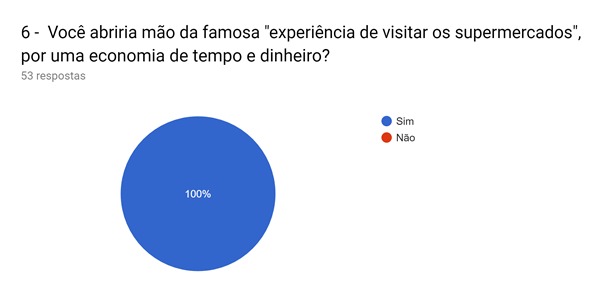 6 - Você abriria mão da famosa "experiência de visitar os supermercados",
por uma economia de tempo e dinheiro?
53 respostas
Sim
Não
100%